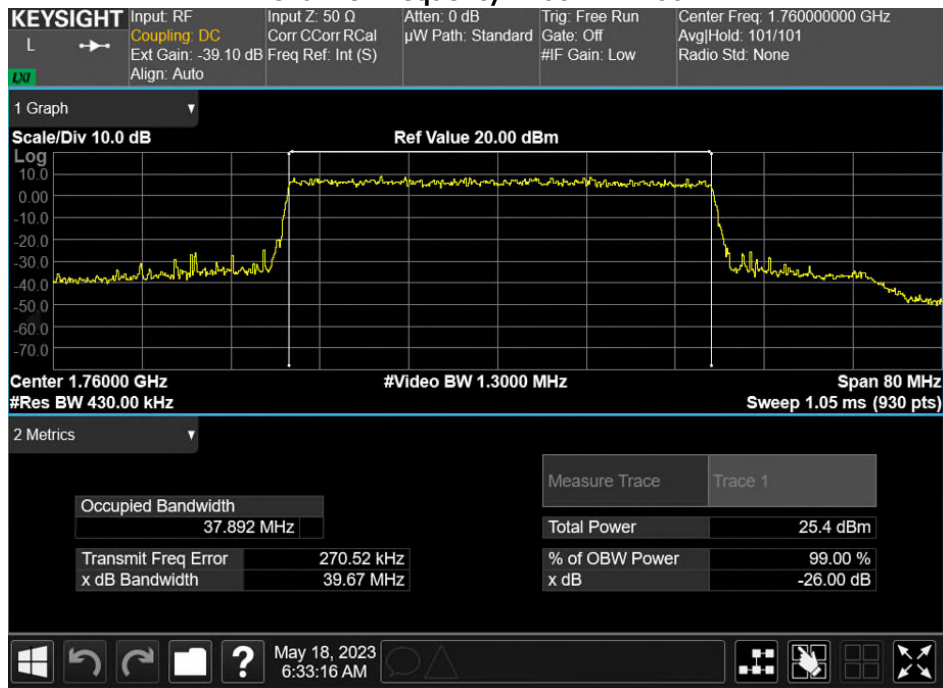 KEYSIGHT Input: RF Input Z: 50 Ω Atten: 0 dB Trig: Free Run Center Freq: 1.760000000 GHz
L Coupling: DC Corr CCorr RCal µW Path: Standard Gate: Off Avg|Hold: 101/101
Ext Gain: -39.10 dB Freq Ref: Int (S) #IF Gain: Low Radio Std: None
LXI Align: Auto
1 Graph
Scale/Div 10.0 dB Ref Value 20.00 dBm
Log
10.0
0.00
-10.0
-20.0
-30.0
-40.0
-50.0
-60.0
-70.0
Center 1.76000 GHz #Video BW 1.3000 MHz Span 80 MHz
#Res BW 430.00 kHz Sweep 1.05 ms (930 pts)
2 Metrics
Measure Trace Trace 1
Occupied Bandwidth
37.892 MHz Total Power 25.4 dBm
Transmit Freq Error 270.52 kHz % of OBW Power 99.00 %
x dB Bandwidth 39.67 MHz x dB -26.00 dB
? May 18, 2023
6:33:16 AM